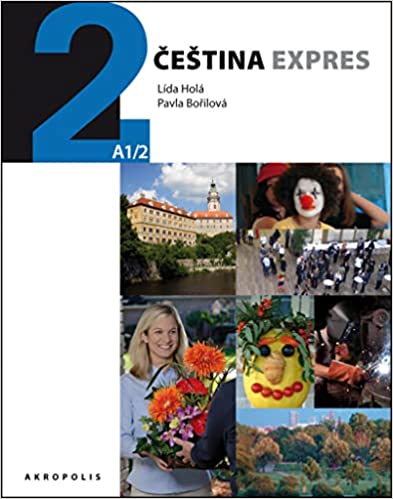 2
ČEŠTINA EXPRES
Lída Holá
Pavla Bořilová
A1/2
AKROPOLIS